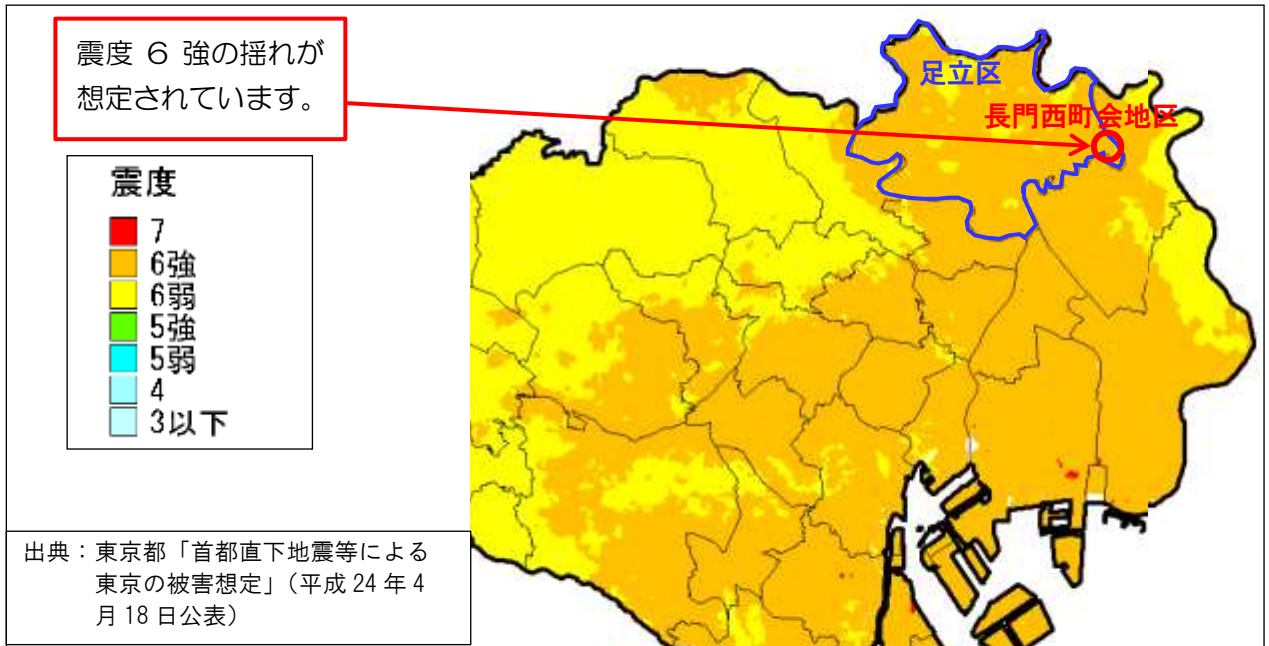 震度 6 強の揺れが
想定されています。
足立区
長門西町会地区
震度
7
6強
6弱
5強
5弱
4
3以下
出典：東京都「首都直下地震等による
東京の被害想定」（平成 24 年 4
月 18 日公表）